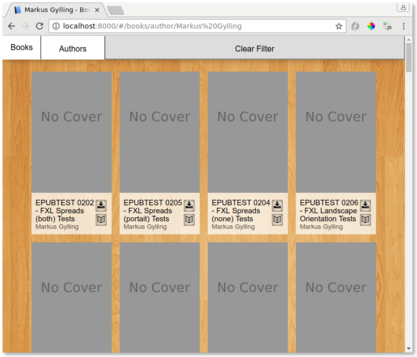 Markus Gylling - Bo
localhost:8000/#/books/author/Markus%20Gylling
Books
Authors
Clear Filter
No Cover
No Cover
No Cover
No Cover
EPUBTEST 0202
- FXL Spreads
(both) Tests
Markus Gylling
EPUBTEST 0205
- FXL Spreads
(portait) Tests
Markus Gylling
EPUBTEST 0204
- FXL Spreads
(none) Tests
Markus Gylling
EPUBTEST 0206
- FXL Landscape
Orientation Tests
Markus Gylling
No Cover
No Cover
No Cover
No Cover